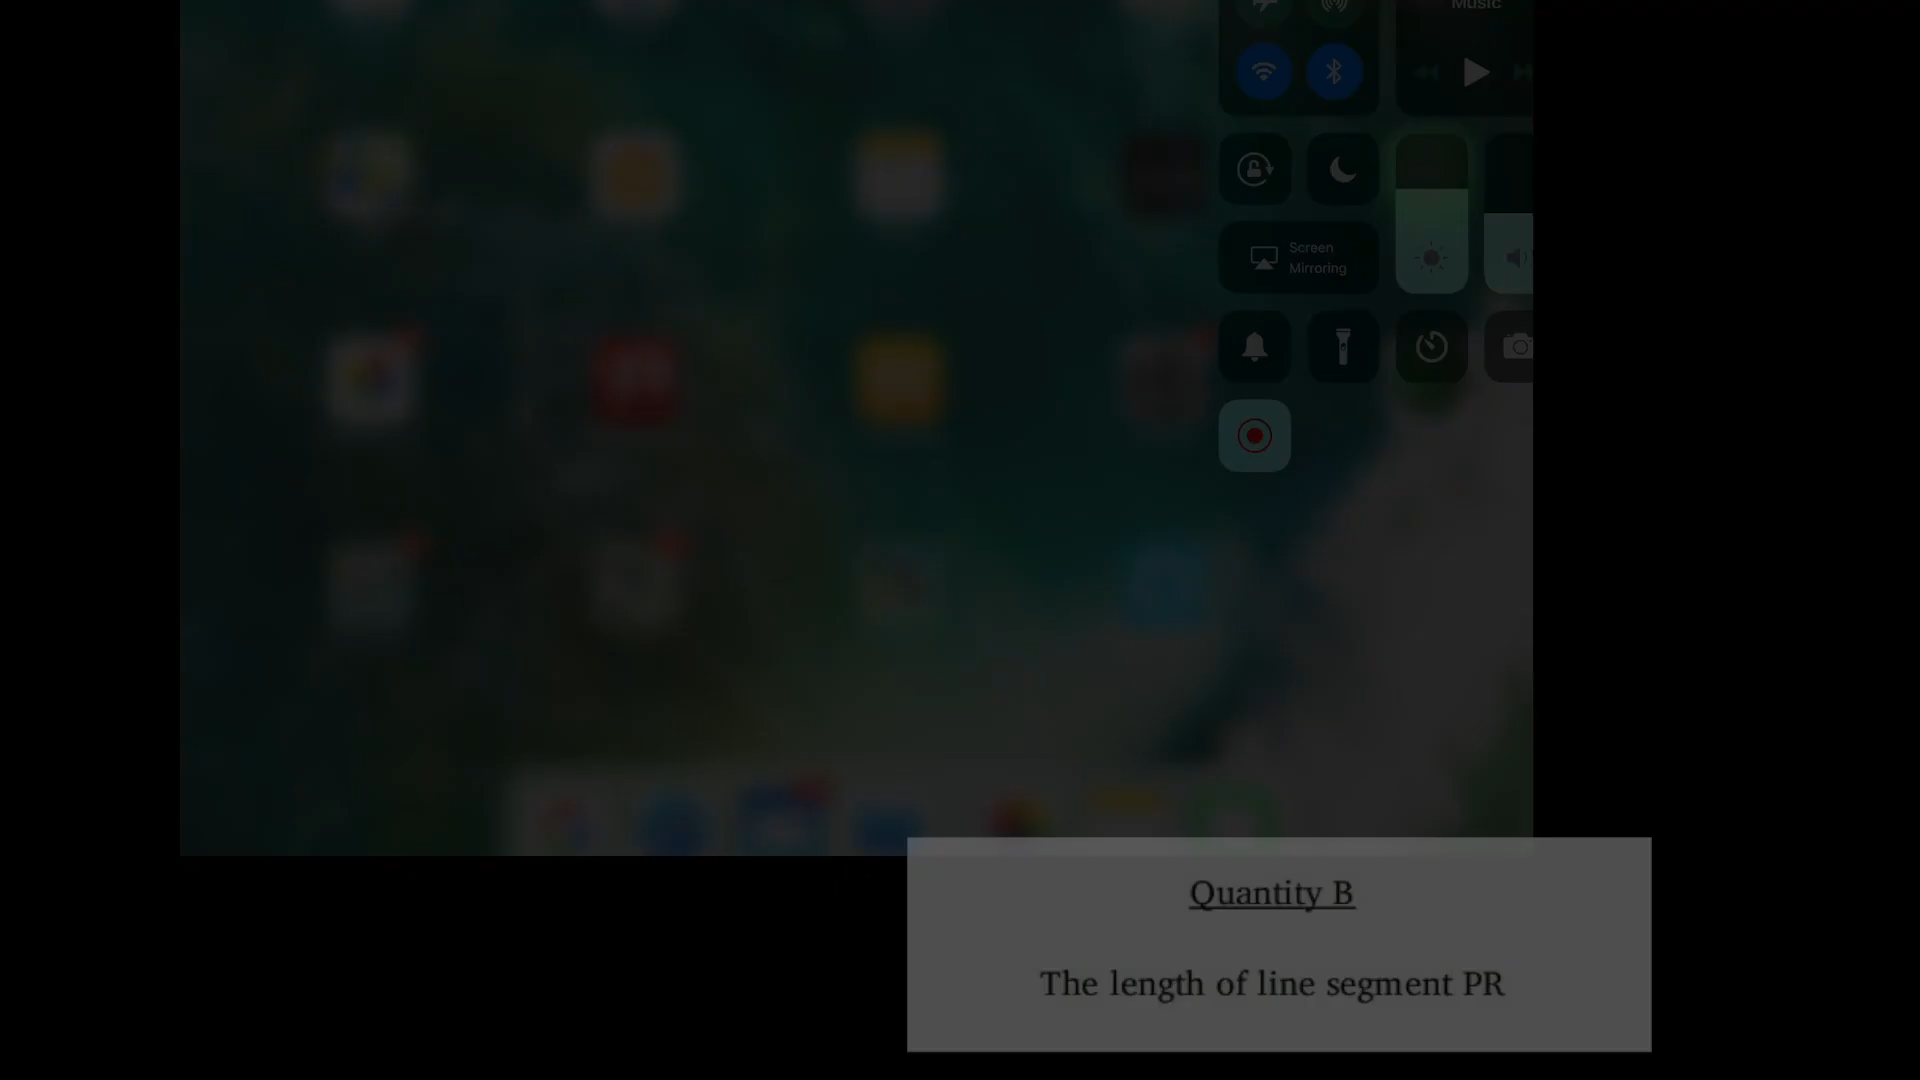 Music
Screen
Mirroring
Quantity B
The length of line segment PR